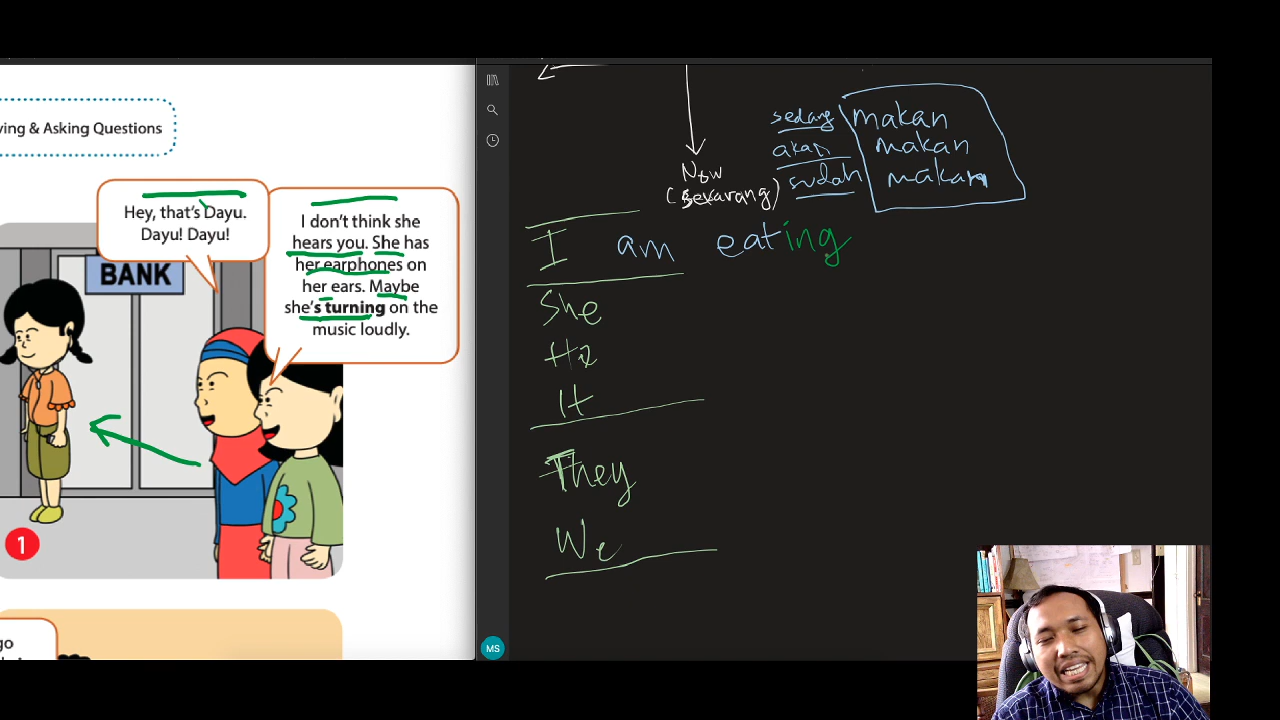 ving & Asking Questions
Hey, that's Dayu.
Dayu! Dayu!
I don't think she
hears you. She has
her earphones on
her ears. Maybe
she's turning on the
music loudly.
BANK
1
go
sedang makan
akan makan
sudah makan
Now
(Sekarang)
I am eating
She
He
It
They
We
MS